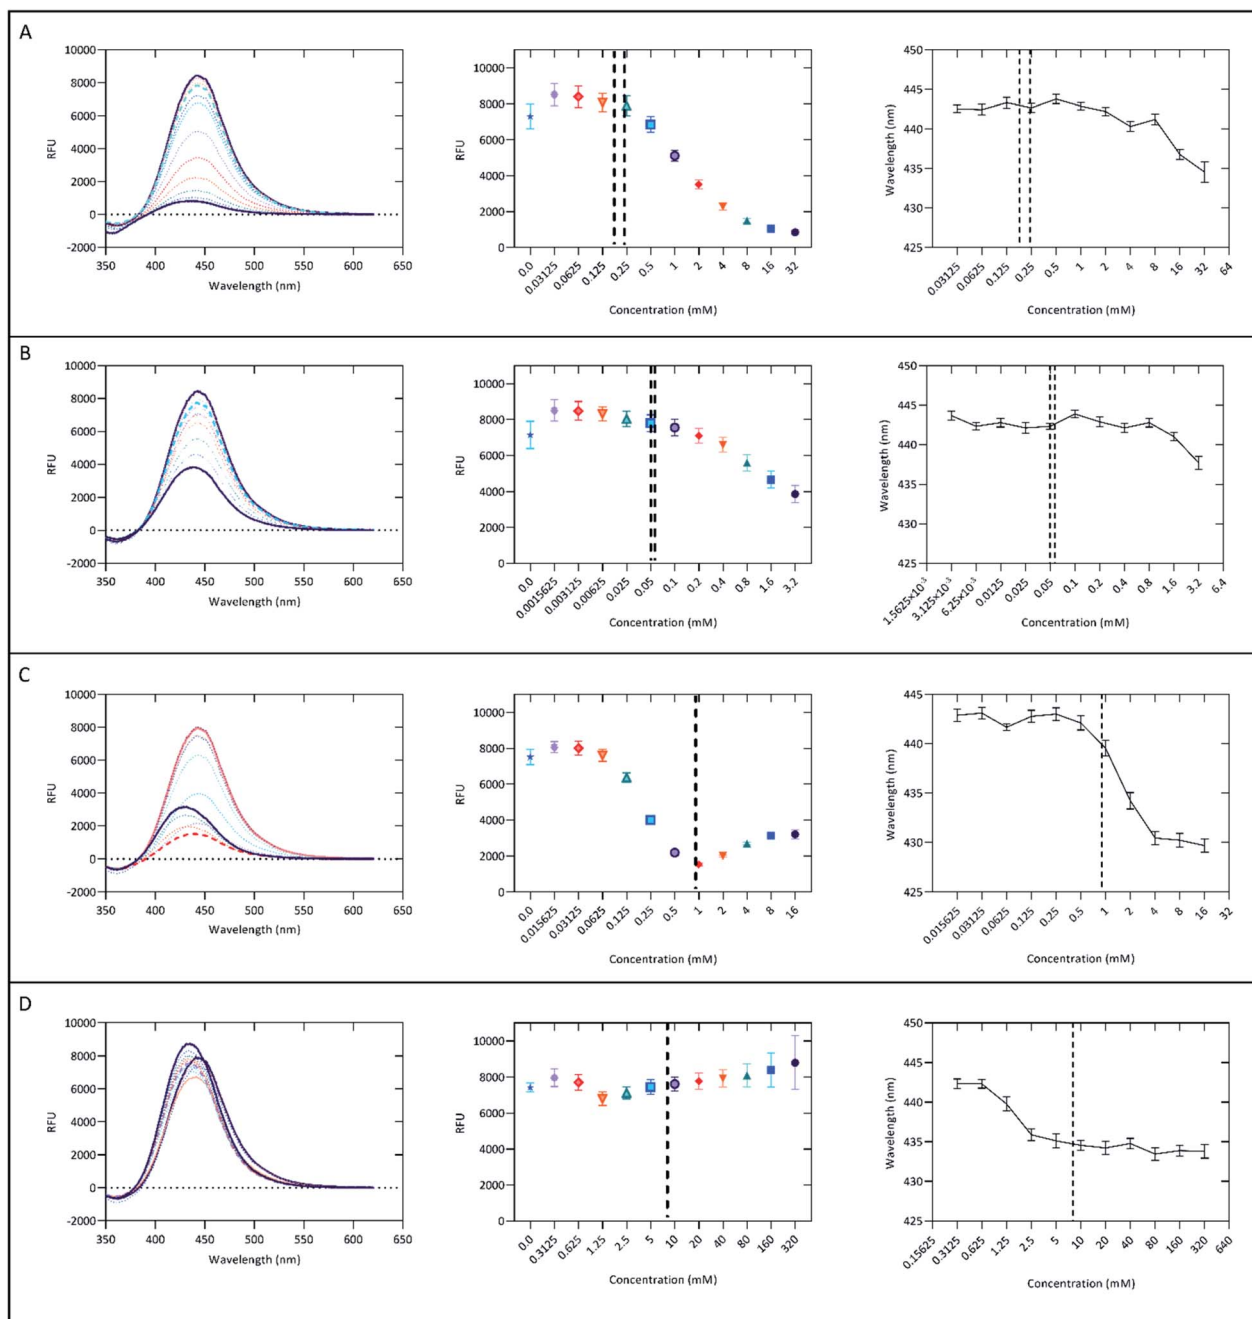 A
10000
8000
6000
4000
2000
0
-2000
RFU
350 400 450 500 550 600 650
Wavelength (nm)
10000
8000
6000
4000
2000
0
RFU
0.0 0.03125 0.0625 0.125 0.25 0.5 1 2 4 8 16 32
Concentration (mM)
450
445
440
435
430
425
Wavelength (nm)
0.03125 0.0625 0.125 0.25 0.5 1 2 4 8 16 32 64
Concentration (mM)
B
10000
8000
6000
4000
2000
0
-2000
RFU
350 400 450 500 550 600 650
Wavelength (nm)
10000
8000
6000
4000
2000
0
RFU
0.0 0.0015625 0.003125 0.00625 0.025 0.05 0.1 0.2 0.4 0.8 1.6 3.2
Concentration (mM)
450
445
440
435
430
425
Wavelength (nm)
1.5625×10⁻³ 3.125×10⁻³ 6.25×10⁻³ 0.0125 0.025 0.05 0.1 0.2 0.4 0.8 1.6 3.2 6.4
Concentration (mM)
C
10000
8000
6000
4000
2000
0
-2000
RFU
350 400 450 500 550 600 650
Wavelength (nm)
10000
8000
6000
4000
2000
0
RFU
0.0 0.015625 0.03125 0.0625 0.125 0.25 0.5 1 2 4 8 16
Concentration (mM)
445
440
435
430
425
Wavelength (nm)
0.015625 0.03125 0.0625 0.125 0.25 0.5 1 2 4 8 16 32
Concentration (mM)
D
10000
8000
6000
4000
2000
0
-2000
RFU
350 400 450 500 550 600 650
Wavelength (nm)
10000
8000
6000
4000
2000
0
RFU
0.0 0.3125 0.625 1.25 2.5 5 10 20 40 80 160 320
Concentration (mM)
450
445
440
435
430
425
Wavelength (nm)
0.15625 0.3125 0.625 1.25 2.5 5 10 20 40 80 160 320 640
Concentration (mM)